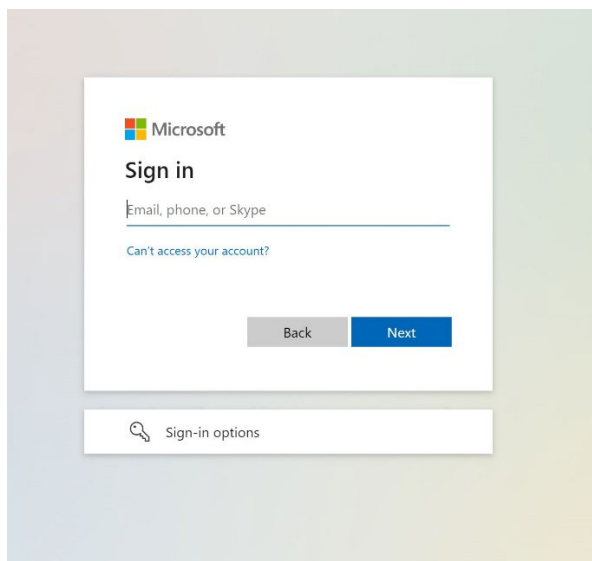 Microsoft
Sign in
Email, phone, or Skype
Can't access your account?
Back Next
Sign-in options